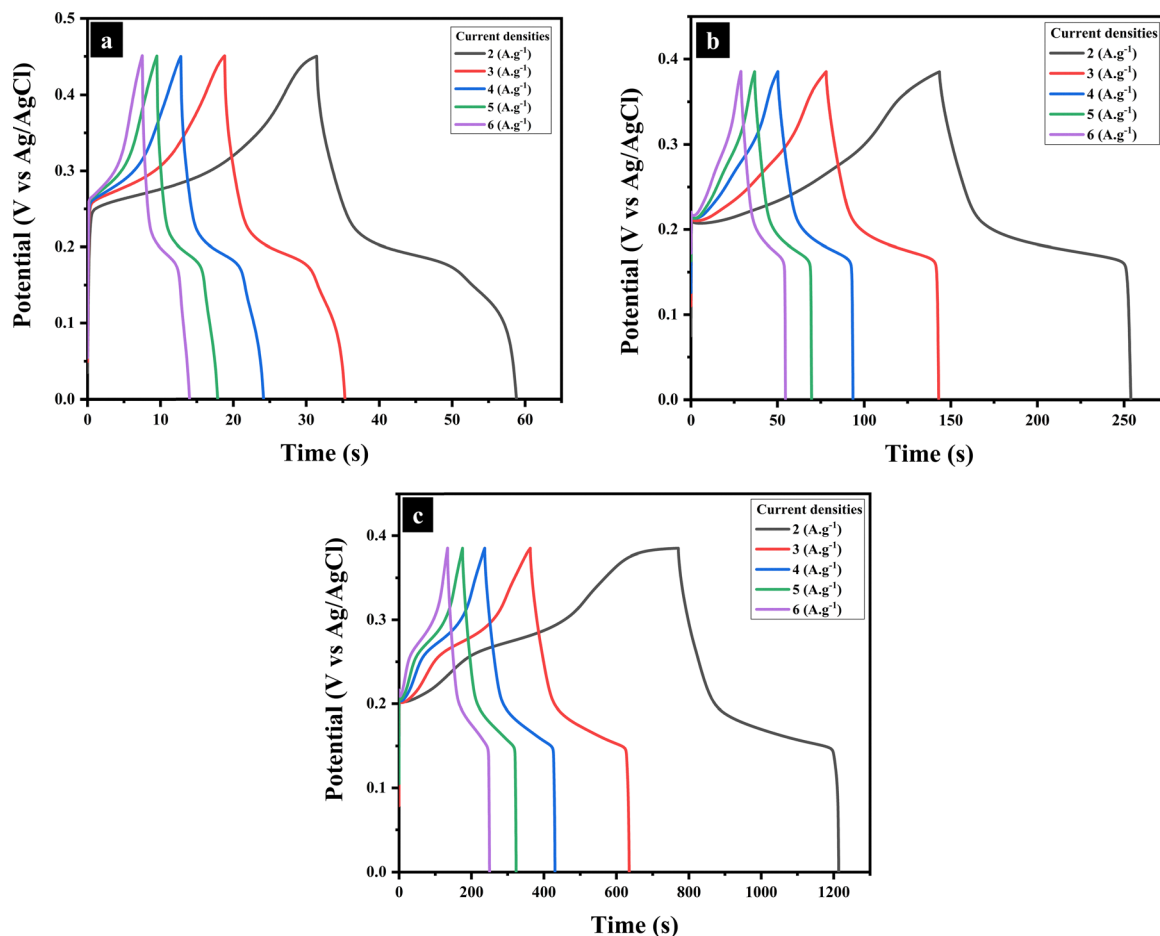 a
Current densities
2 (A.g-1)
3 (A.g-1)
4 (A.g-1)
5 (A.g-1)
6 (A.g-1)
0.5
0.4
0.3
0.2
0.1
0.0
Potential (V vs Ag/AgCl)
0 10 20 30 40 50 60
Time (s)
b
Current densities
2 (A.g-1)
3 (A.g-1)
4 (A.g-1)
5 (A.g-1)
6 (A.g-1)
0.4
0.3
0.2
0.1
0.0
Potential (V vs Ag/AgCl)
0 50 100 150 200 250
Time (s)
c
Current densities
2 (A.g-1)
3 (A.g-1)
4 (A.g-1)
5 (A.g-1)
6 (A.g-1)
0.4
0.3
0.2
0.1
0.0
Potential (V vs Ag/AgCl)
0 200 400 600 800 1000 1200
Time (s)